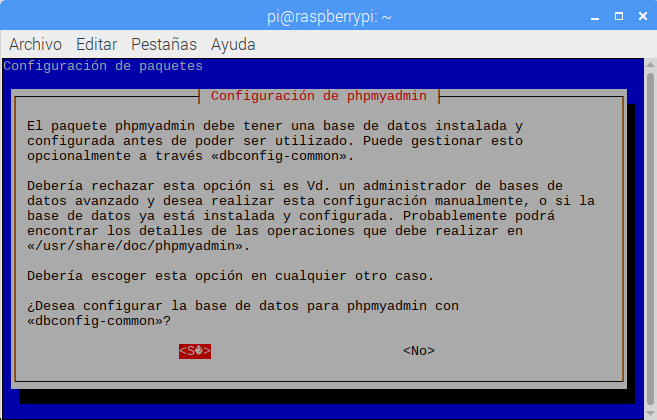 pi@raspberrypi: ~
Archivo Editar Pestañas Ayuda
Configuración de paquetes
Configuración de phpmyadmin
El paquete phpmyadmin debe tener una base de datos instalada y
configurada antes de poder ser utilizado. Puede gestionar esto
opcionalmente a través «dbconfig-common».
Debería rechazar esta opción si es Vd. un administrador de bases de
datos avanzado y desea realizar esta configuración manualmente, o si la
base de datos ya está instalada y configurada. Probablemente podrá
encontrar los detalles de las operaciones que debe realizar en
«/usr/share/doc/phpmyadmin».
Debería escoger esta opción en cualquier otro caso.
¿Desea configurar la base de datos para phpmyadmin con
«dbconfig-common»?
<S�> <No>